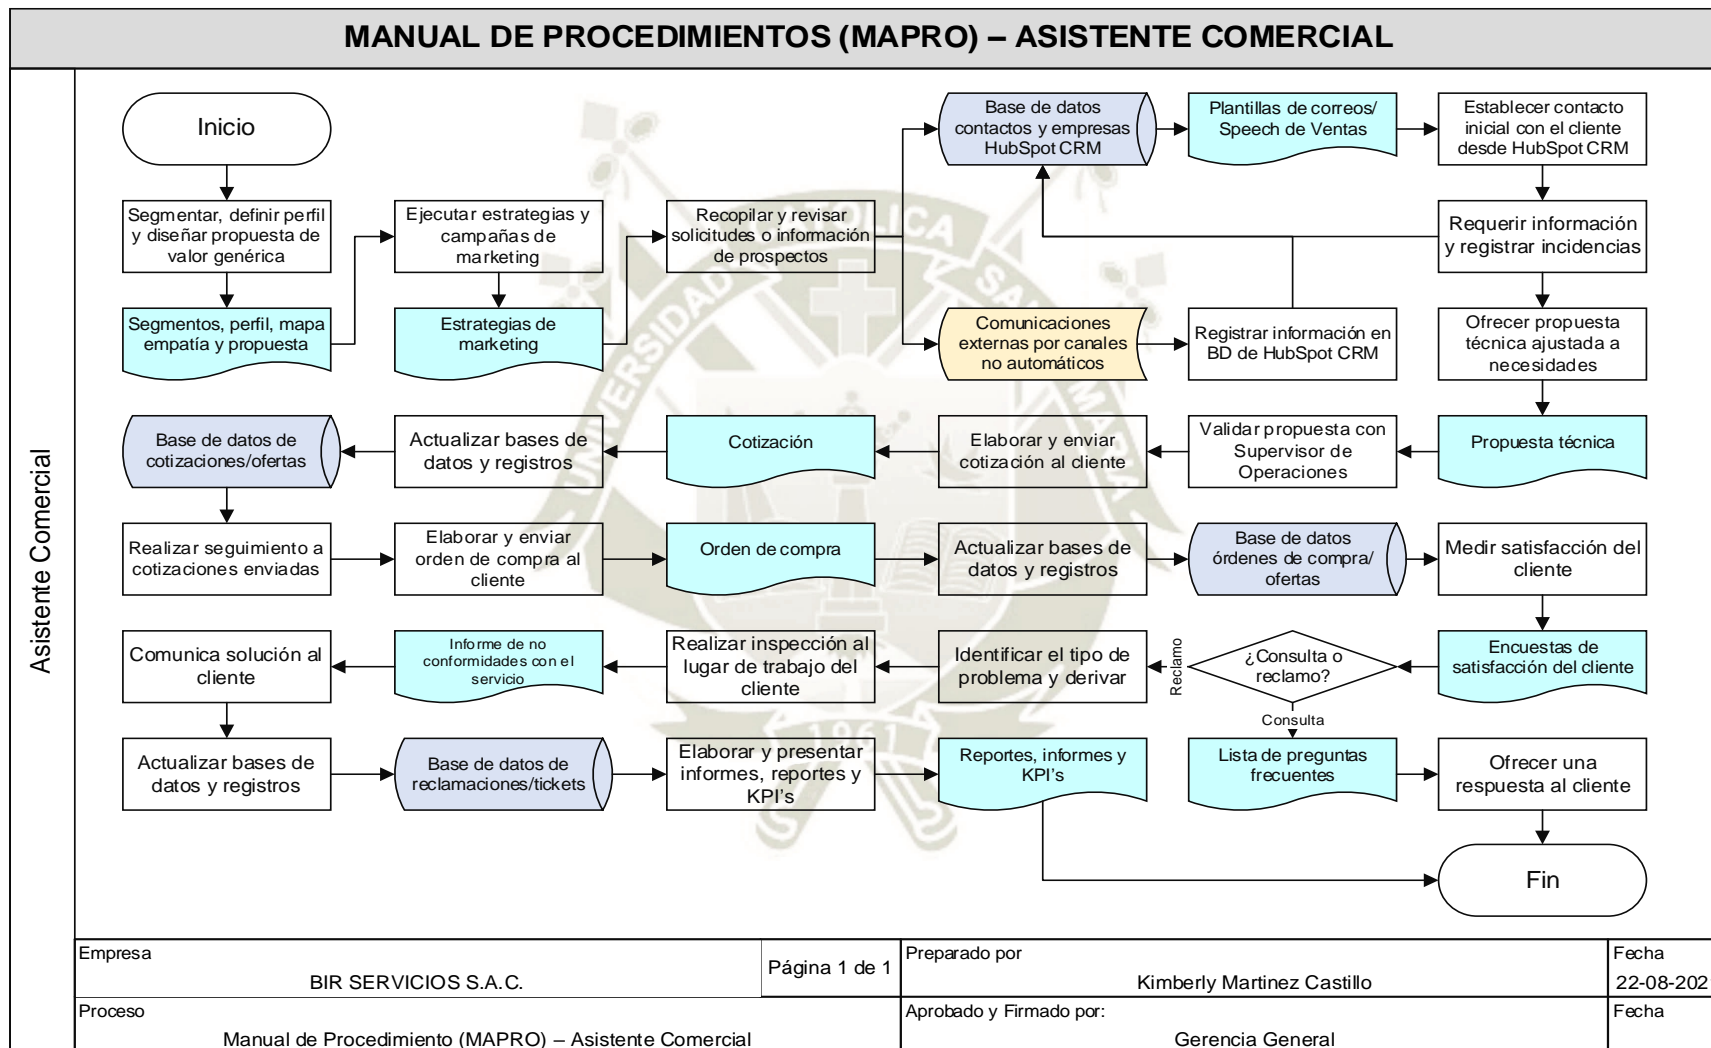 MANUAL DE PROCEDIMIENTOS (MAPRO) – ASISTENTE COMERCIAL
Asistente Comercial
Inicio
Base de datos
contactos y empresas
HubSpot CRM
Plantillas de correos/
Speech de Ventas
Establecer contacto
inicial con el cliente
desde HubSpot CRM
Segmentar, definir perfil
y diseñar propuesta de
valor genérica
Ejecutar estrategias y
campañas de
marketing
Recopilar y revisar
solicitudes o información
de prospectos
Requerir información
y registrar incidencias
Segmentos, perfil, mapa
empatía y propuesta
Estrategias de
marketing
Comunicaciones
externas por canales
no automáticos
Registrar información en
BD de HubSpot CRM
Ofrecer propuesta
técnica ajustada a
necesidades
Base de datos de
cotizaciones/ofertas
Actualizar bases de
datos y registros
Cotización
Elaborar y enviar
cotización al cliente
Validar propuesta con
Supervisor de
Operaciones
Propuesta técnica
Realizar seguimiento a
cotizaciones enviadas
Elaborar y enviar
orden de compra al
cliente
Orden de compra
Actualizar bases de
datos y registros
Base de datos
órdenes de compra/
ofertas
Medir satisfacción del
cliente
Comunica solución al
cliente
Informe de no
conformidades con el
servicio
Realizar inspección al
lugar de trabajo del
cliente
Identificar el tipo de
problema y derivar
Reclamo
¿Consulta o
reclamo?
Encuestas de
satisfacción del cliente
Consulta
Actualizar bases de
datos y registros
Base de datos de
reclamaciones/tickets
Elaborar y presentar
informes, reportes y
KPI's
Reportes, informes y
KPI's
Lista de preguntas
frecuentes
Ofrecer una
respuesta al cliente
Fin
UNIVERSIDAD CATOLICA SANTA MARIA
1961
Empresa
BIR SERVICIOS S.A.C.
Página 1 de 1
Preparado por
Kimberly Martinez Castillo
Fecha
22-08-202
Proceso
Manual de Procedimiento (MAPRO) – Asistente Comercial
Aprobado y Firmado por:
Gerencia General
Fecha